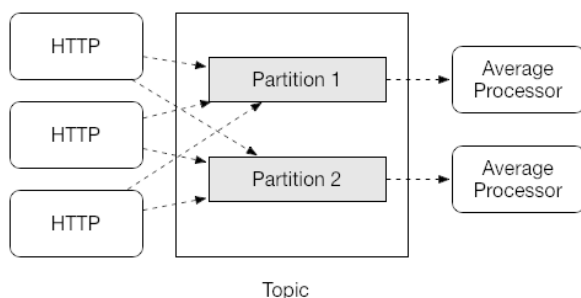 HTTP
Partition 1
Average
Processor
HTTP
Partition 2
Average
Processor
HTTP
Topic